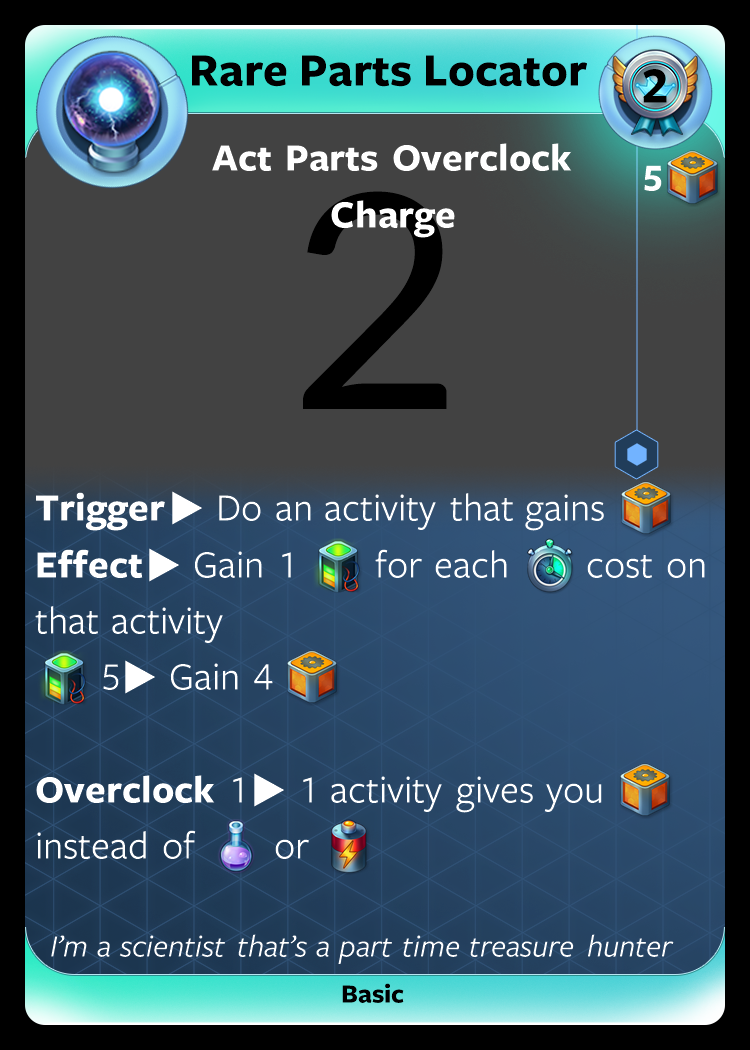 Rare Parts Locator
2
Act Parts Overclock
Charge
5
2
Trigger▶ Do an activity that gains
Effect▶ Gain 1 for each cost on
that activity
5▶ Gain 4
Overclock 1▶ 1 activity gives you
instead of or
I'm a scientist that's a part time treasure hunter
Basic